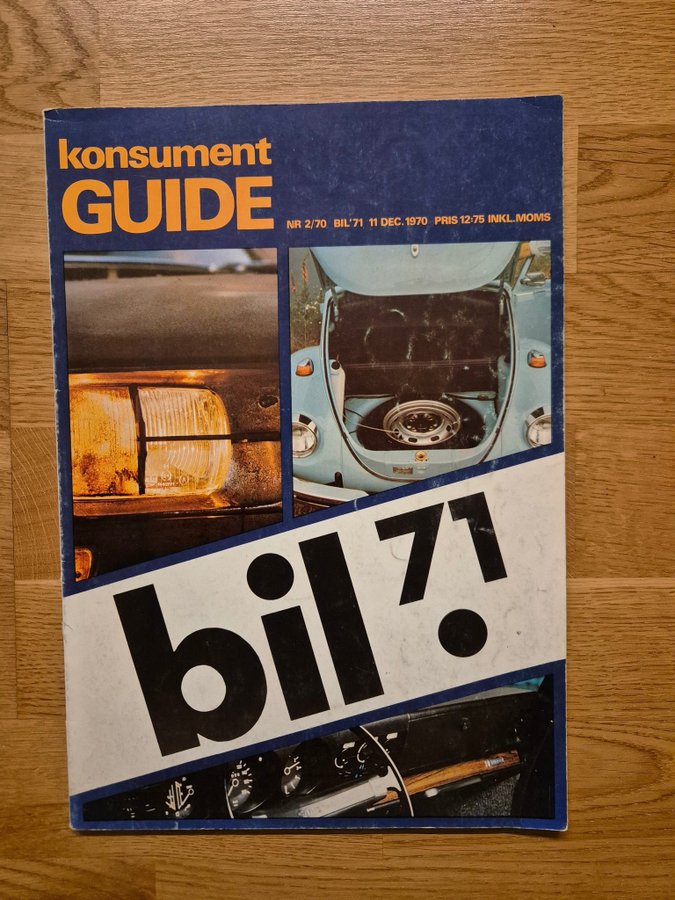 konsument
GUIDE
NR 2/70 BIL'71 11 DEC. 1970 PRIS 12:75 INKL. MOMS
bil 71